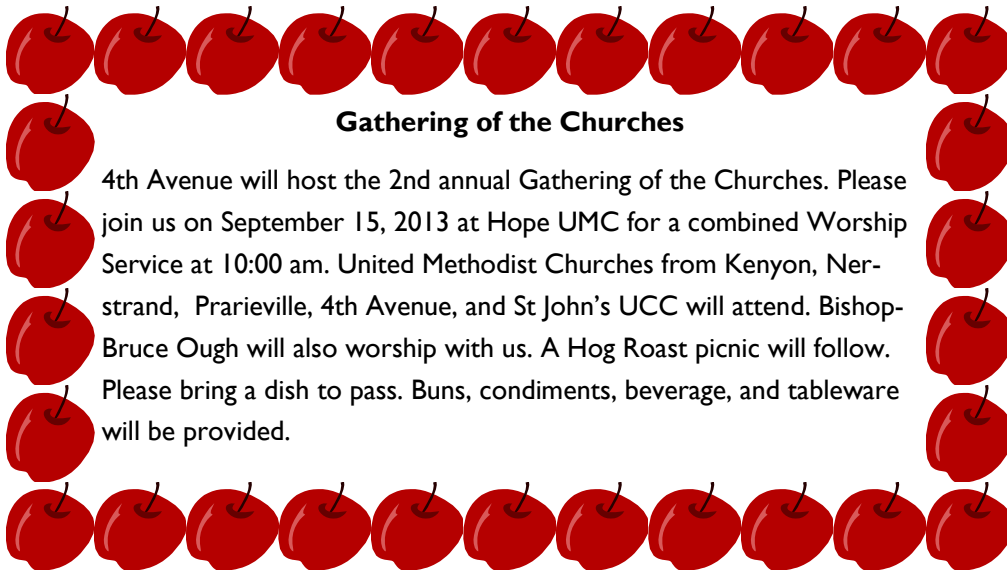 Gathering of the Churches
4th Avenue will host the 2nd annual Gathering of the Churches. Please
join us on September 15, 2013 at Hope UMC for a combined Worship
Service at 10:00 am. United Methodist Churches from Kenyon, Ner-
strand,  Prarieville, 4th Avenue, and St John’s UCC will attend. Bishop-
Bruce Ough will also worship with us. A Hog Roast picnic will follow.
Please bring a dish to pass. Buns, condiments, beverage, and tableware
will be provided.